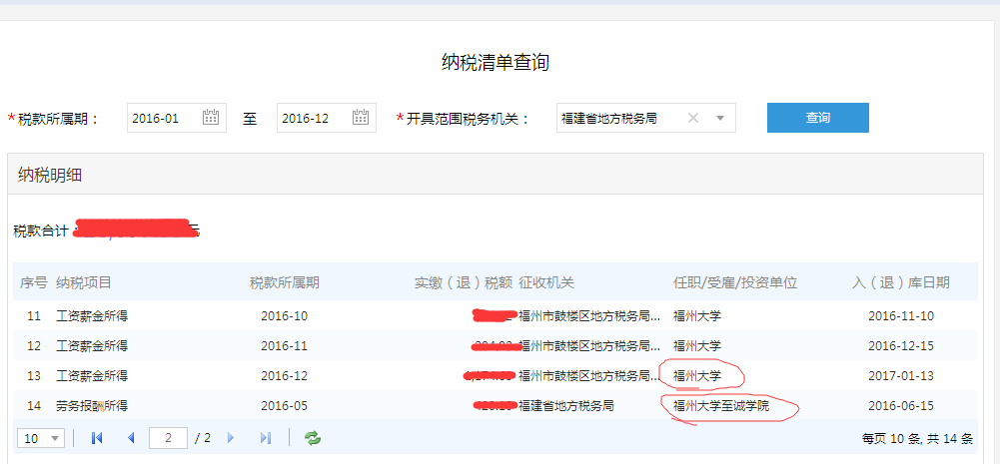 纳税清单查询
*税款所属期： 2016-01 至 2016-12 *开具范围税务机关： 福建省地方税务局 查询
纳税明细
税款合计 元
序号 纳税项目 税款所属期 实缴（退）税额 征收机关 任职/受雇/投资单位 入（退）库日期
11 工资薪金所得 2016-10 福州市鼓楼区地方税务局... 福州大学 2016-11-10
12 工资薪金所得 2016-11 福州市鼓楼区地方税务局... 福州大学 2016-12-15
13 工资薪金所得 2016-12 福州市鼓楼区地方税务局... 福州大学 2017-01-13
14 劳务报酬所得 2016-05 福建省地方税务局 福州大学至诚学院 2016-06-15
10 2 / 2 每页 10 条, 共 14 条